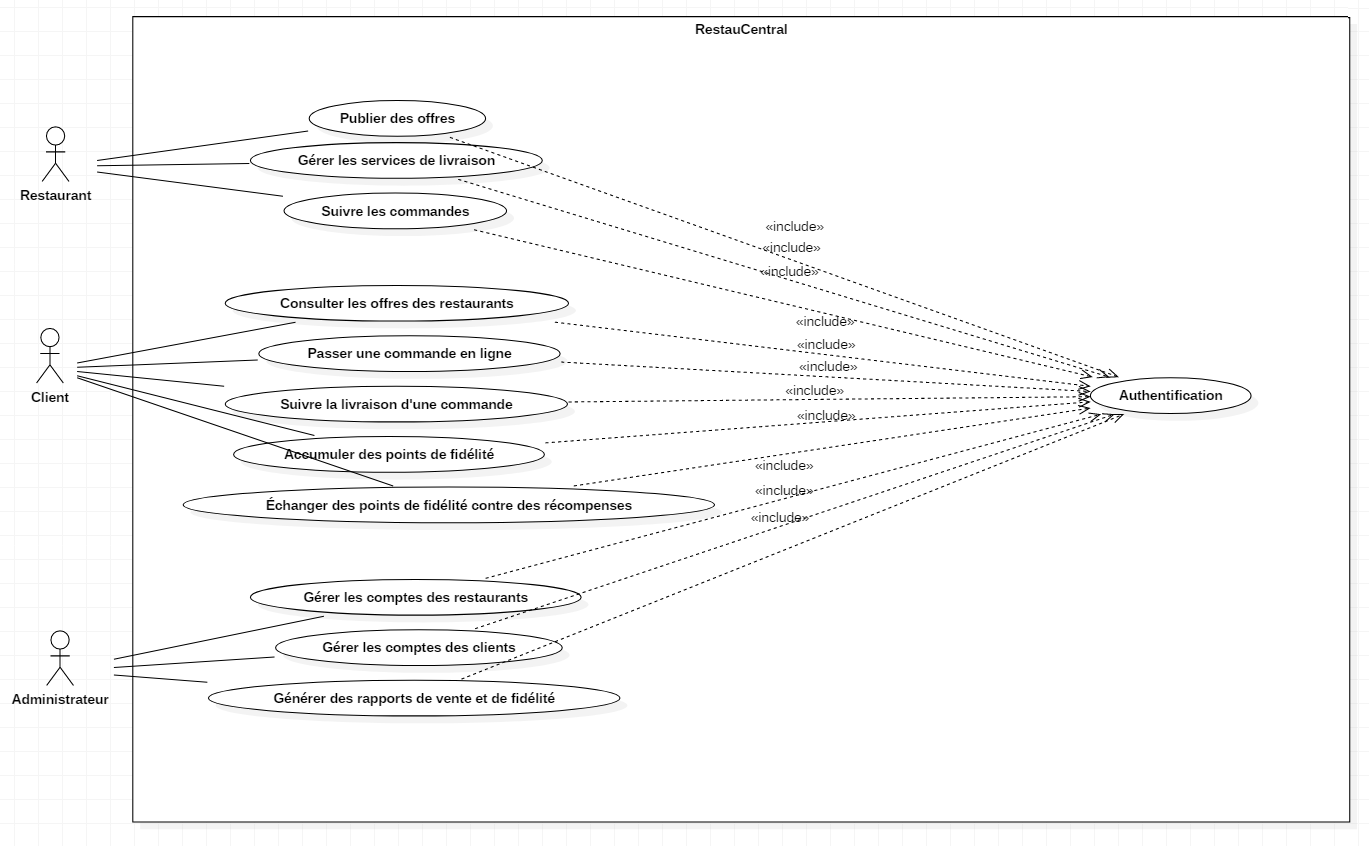 RestauCentral
Publier des offres
Gérer les services de livraison
Restaurant
Suivre les commandes
«include»
«include»
«include»
Consulter les offres des restaurants
«include»
«include»
Passer une commande en ligne
«include»
«include»
Client
Authentification
Suivre la livraison d'une commande
«include»
Accumuler des points de fidélité
«include»
«include»
Échanger des points de fidélité contre des récompenses
«include»
Gérer les comptes des restaurants
Gérer les comptes des clients
Administrateur
Générer des rapports de vente et de fidélité